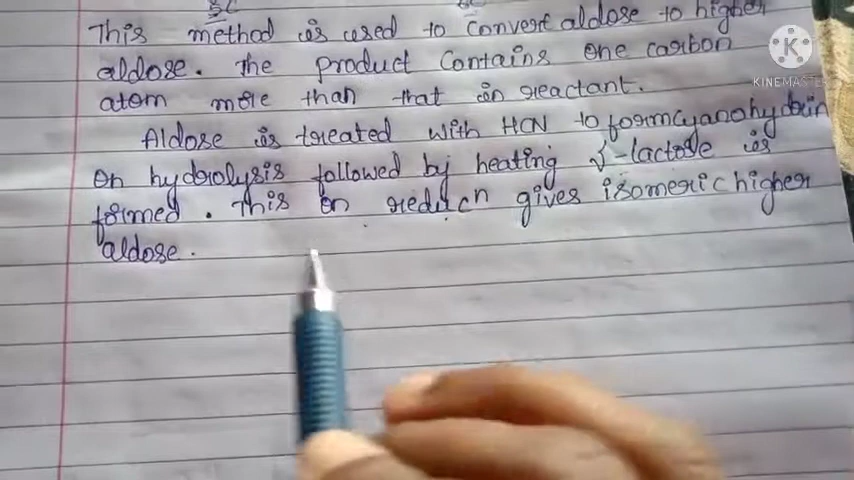 5C
This method is used to convert aldose to higher
aldose. The product contains one carbon
atom more than that in reactant.
Aldose is treated with HCN to form cyanohydrin
on hydrolysis followed by heating √-lactose is
formed. This on reducn gives isomeric higher
aldose.
KINEMASTER